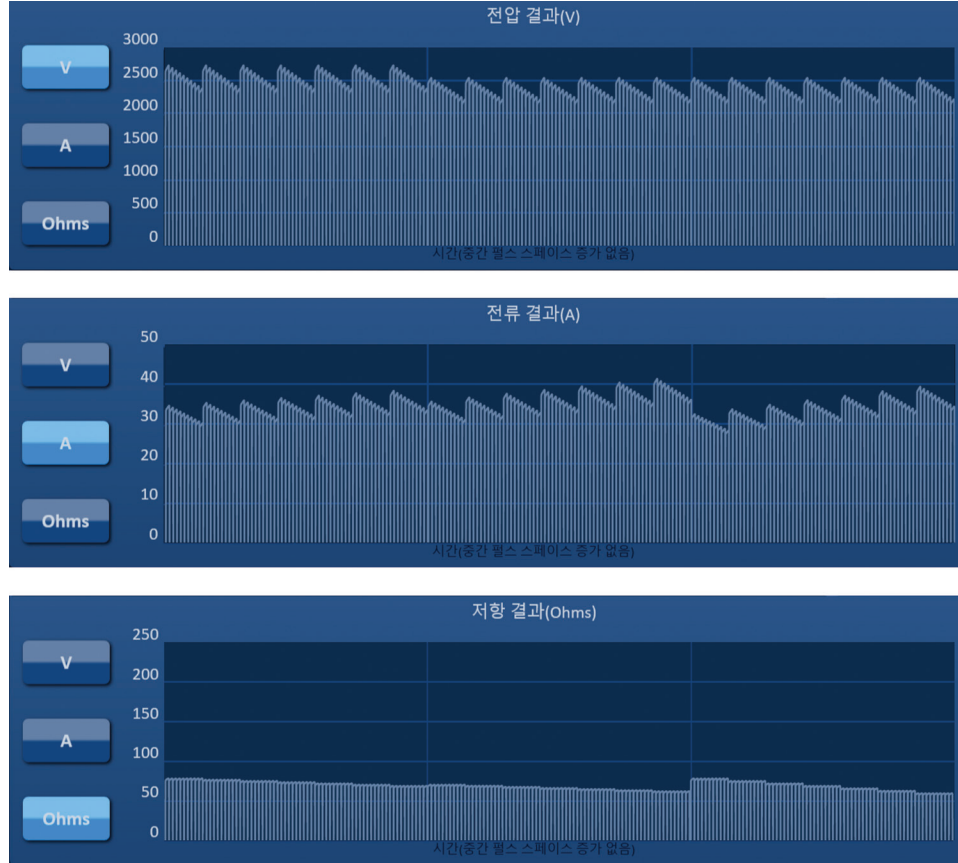 전압 결과(V)
3000
V
2500
2000
A
1500
1000
500
Ohms
0
시간(중간 펄스 스페이스 증가 없음)
전류 결과(A)
50
V
40
30
A
20
10
Ohms
0
시간(중간 펄스 스페이스 증가 없음)
저항 결과(Ohms)
250
V
200
150
A
100
50
Ohms
0
시간(중간 펄스 스페이스 증가 없음)